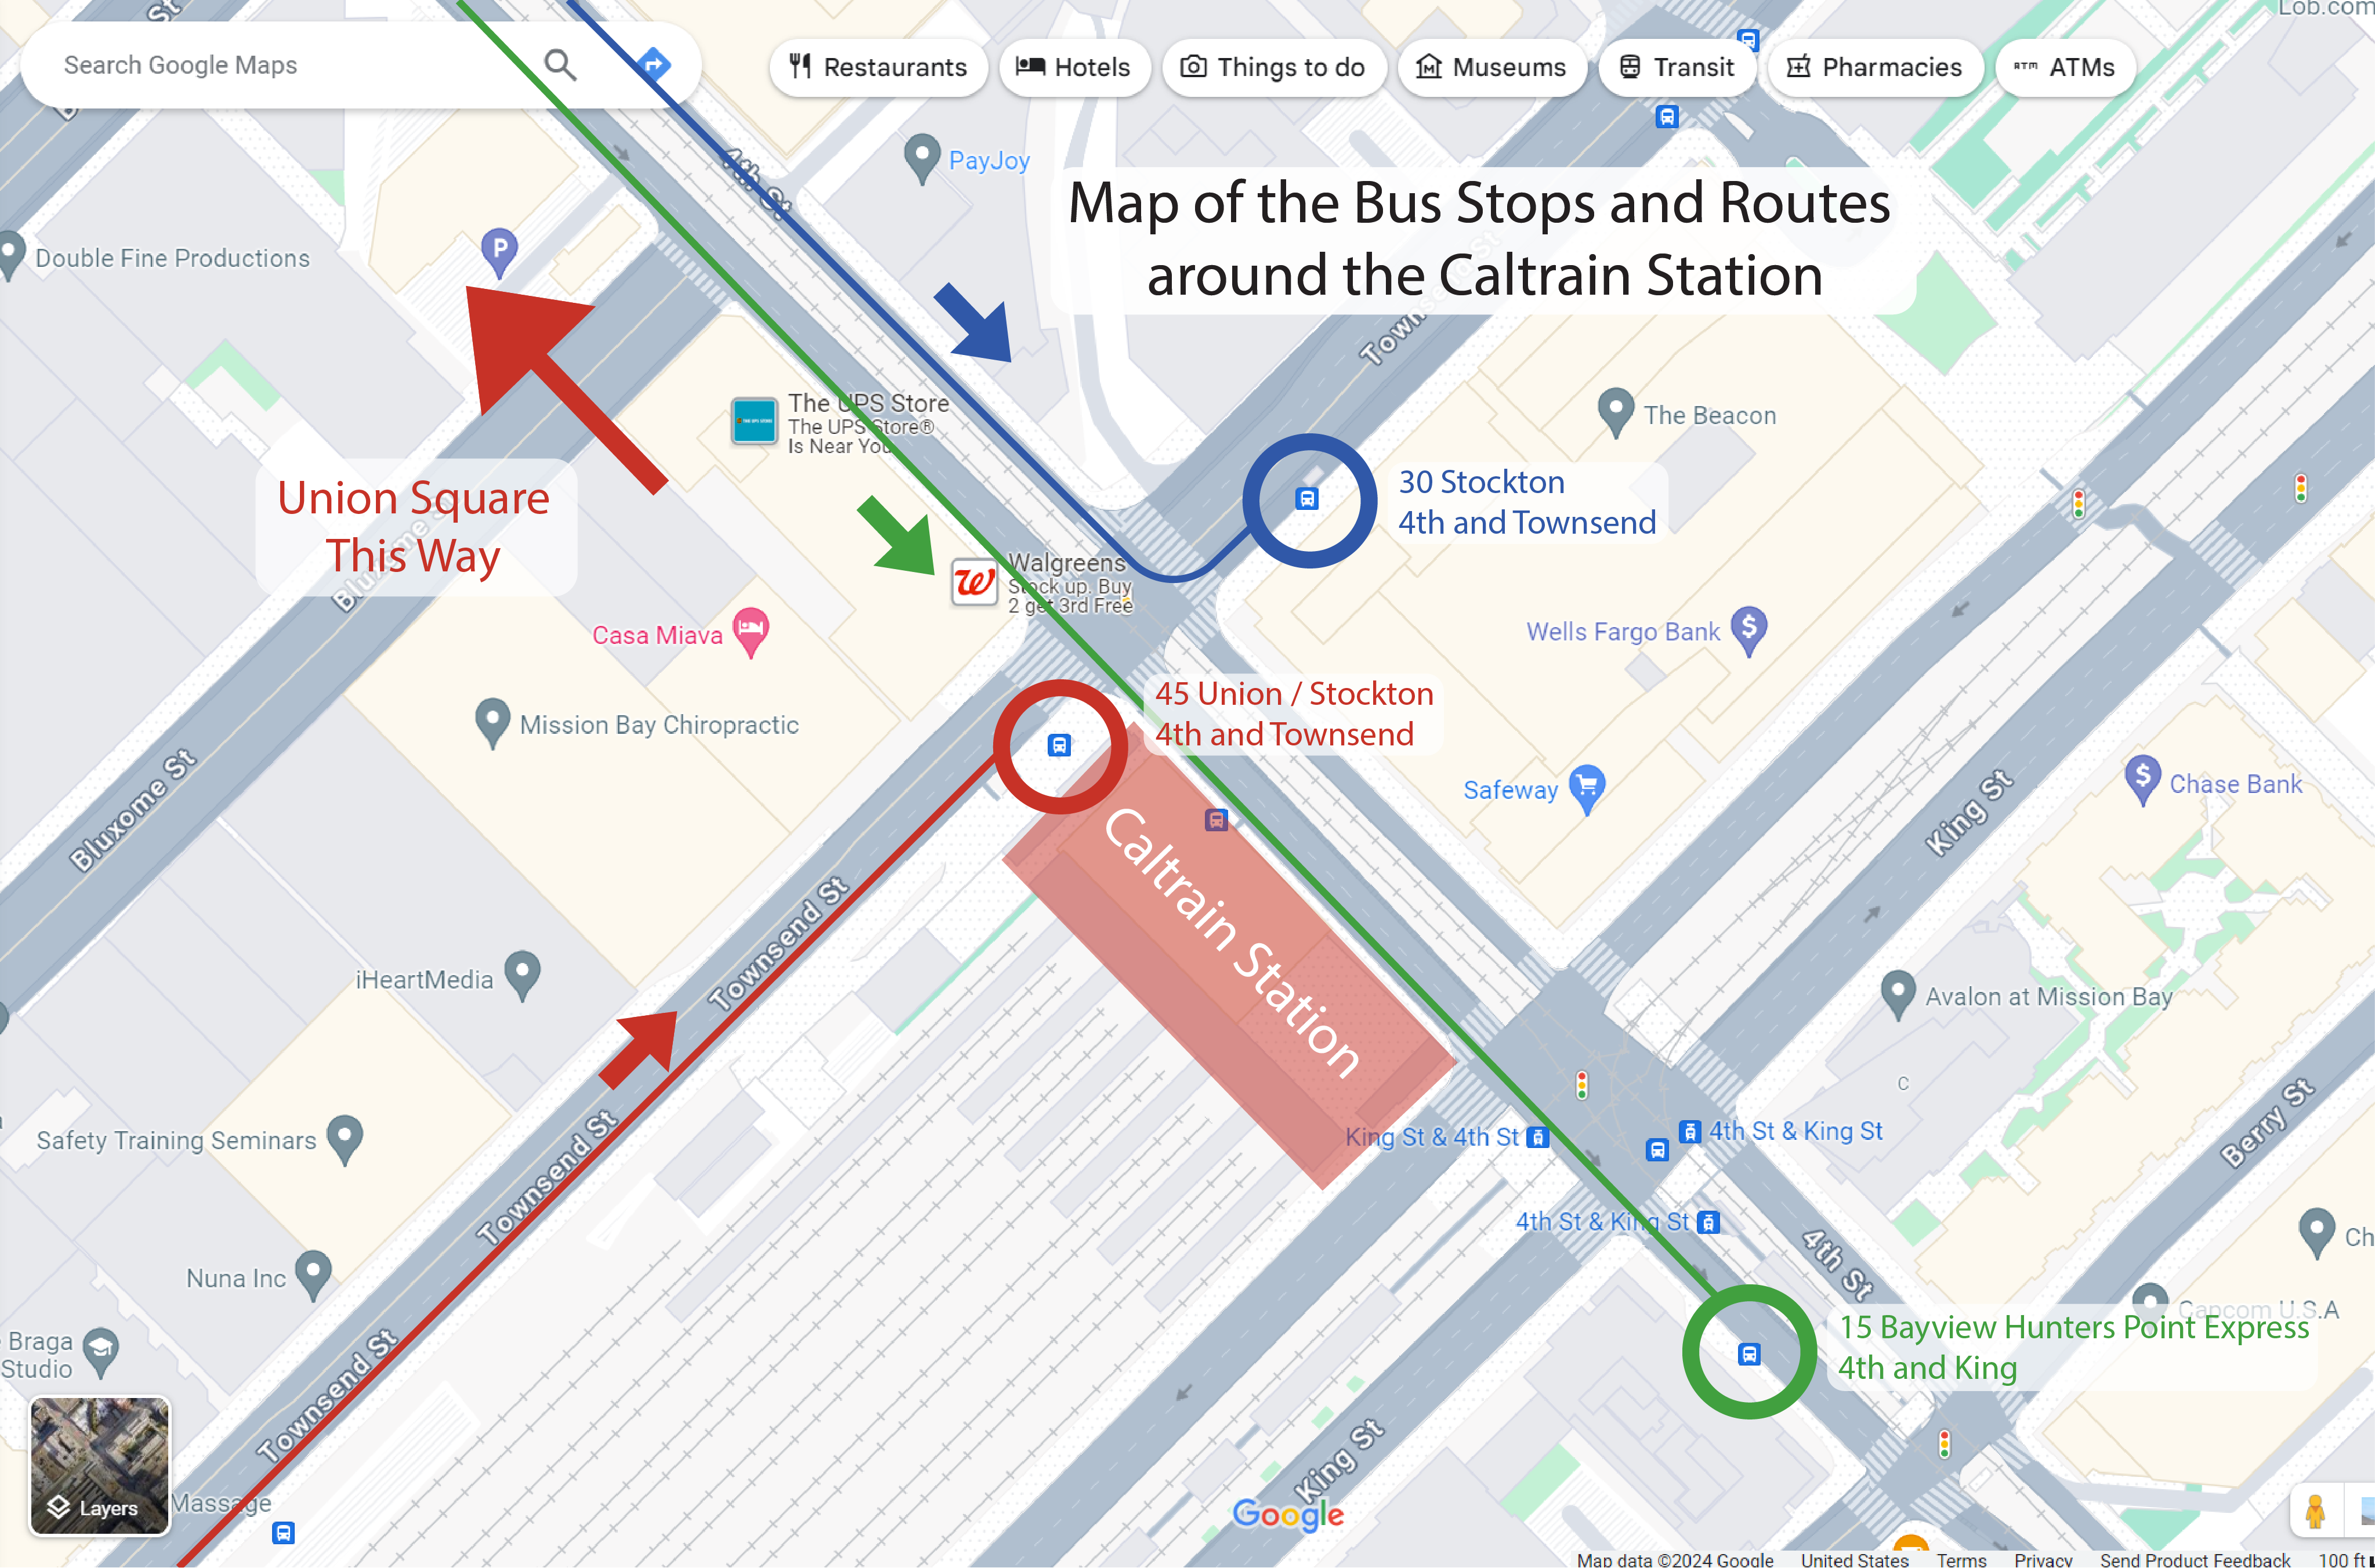 St
Lob.com
Search Google Maps
Restaurants
Hotels
Things to do
Museums
Transit
Pharmacies
ATM ATMs
4th St
PayJoy
Map of the Bus Stops and Routes
around the Caltrain Station
Double Fine Productions
P
Townsend St
The UPS Store
The UPS Store®
Is Near You
The Beacon
Union Square
This Way
30 Stockton
4th and Townsend
Bluxome St
Walgreens
Stock up. Buy
2 get 3rd Free
Casa Miava
Wells Fargo Bank
45 Union / Stockton
4th and Townsend
Mission Bay Chiropractic
Bluxome St
Safeway
King St
Chase Bank
Caltrain Station
Townsend St
iHeartMedia
Avalon at Mission Bay
C
Berry St
Safety Training Seminars
Townsend St
King St & 4th St
4th St & King St
4th St & King St
4th St
Ch
Nuna Inc
Capcom U.S.A
15 Bayview Hunters Point Express
4th and King
Braga
Studio
Townsend St
King St
Layers
Massage
Google
Map data ©2024 Google
United States
Terms
Privacy
Send Product Feedback
100 ft